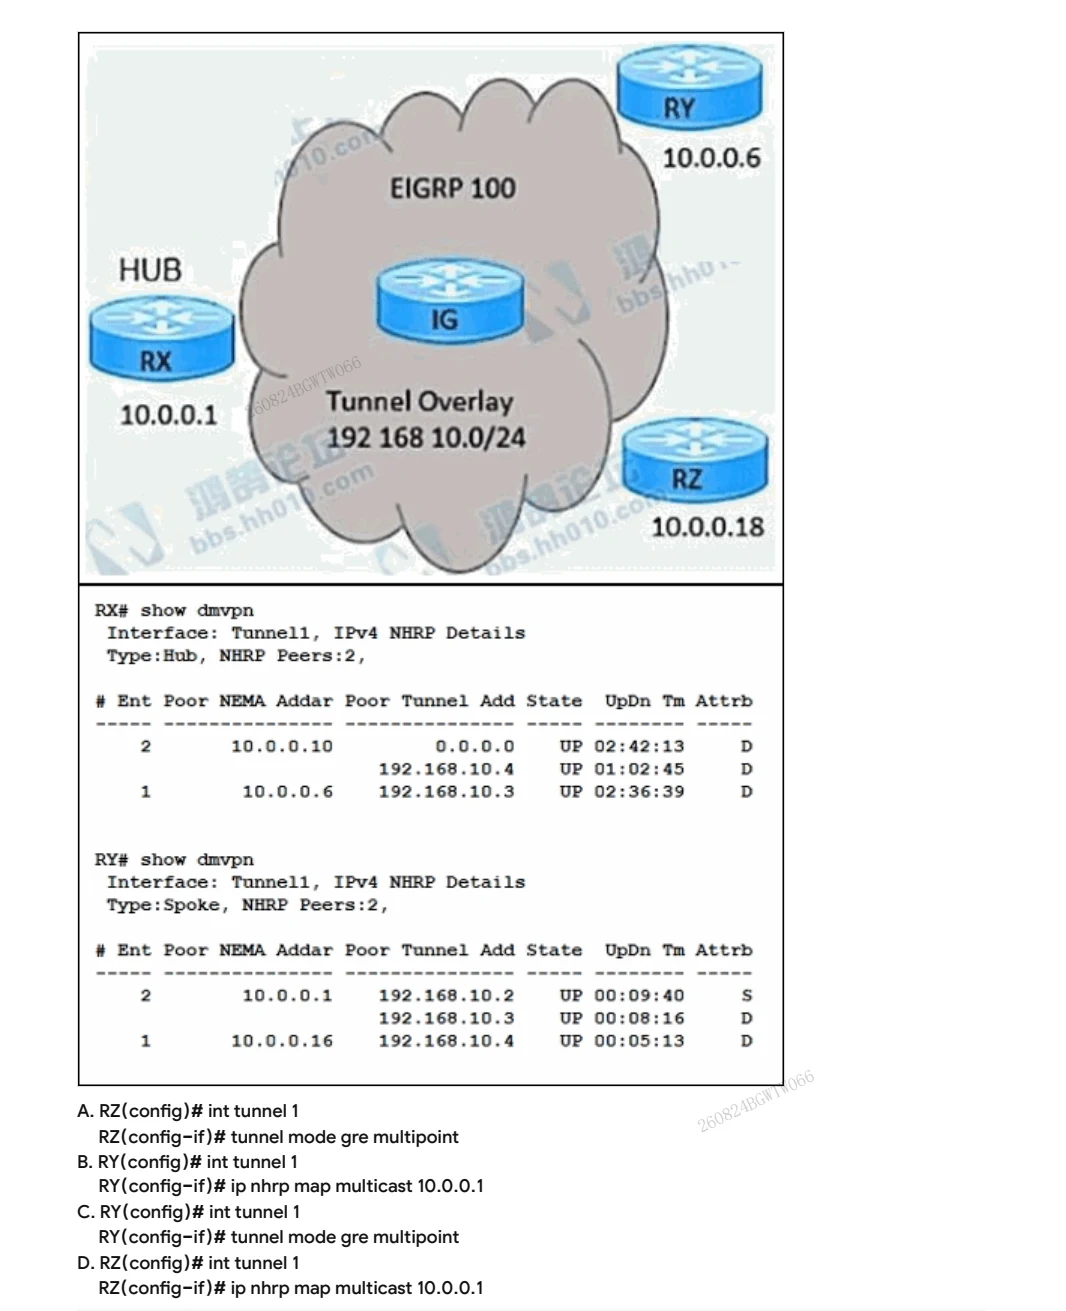 RY
10.0.0.6
EIGRP 100
HUB
IG
RX
10.0.0.1
Tunnel Overlay
192 168 10.0/24
RZ
10.0.0.18
bbs.hh010.com
bbs.hh010.com
260824BGWTW066
RX# show dmvpn
Interface: Tunnel1, IPv4 NHRP Details
Type:Hub, NHRP Peers:2,
# Ent Poor NEMA Addar Poor Tunnel Add State UpDn Tm Attrb
----- --------------- --------------- ----- -------- -----
2 10.0.0.10 0.0.0.0 UP 02:42:13 D
192.168.10.4 UP 01:02:45 D
1 10.0.0.6 192.168.10.3 UP 02:36:39 D
RY# show dmvpn
Interface: Tunnel1, IPv4 NHRP Details
Type:Spoke, NHRP Peers:2,
# Ent Poor NEMA Addar Poor Tunnel Add State UpDn Tm Attrb
----- --------------- --------------- ----- -------- -----
2 10.0.0.1 192.168.10.2 UP 00:09:40 S
192.168.10.3 UP 00:08:16 D
1 10.0.0.16 192.168.10.4 UP 00:05:13 D
260824BGWTW066
A. RZ(config)# int tunnel 1
RZ(config-if)# tunnel mode gre multipoint
B. RY(config)# int tunnel 1
RY(config-if)# ip nhrp map multicast 10.0.0.1
C. RY(config)# int tunnel 1
RY(config-if)# tunnel mode gre multipoint
D. RZ(config)# int tunnel 1
RZ(config-if)# ip nhrp map multicast 10.0.0.1